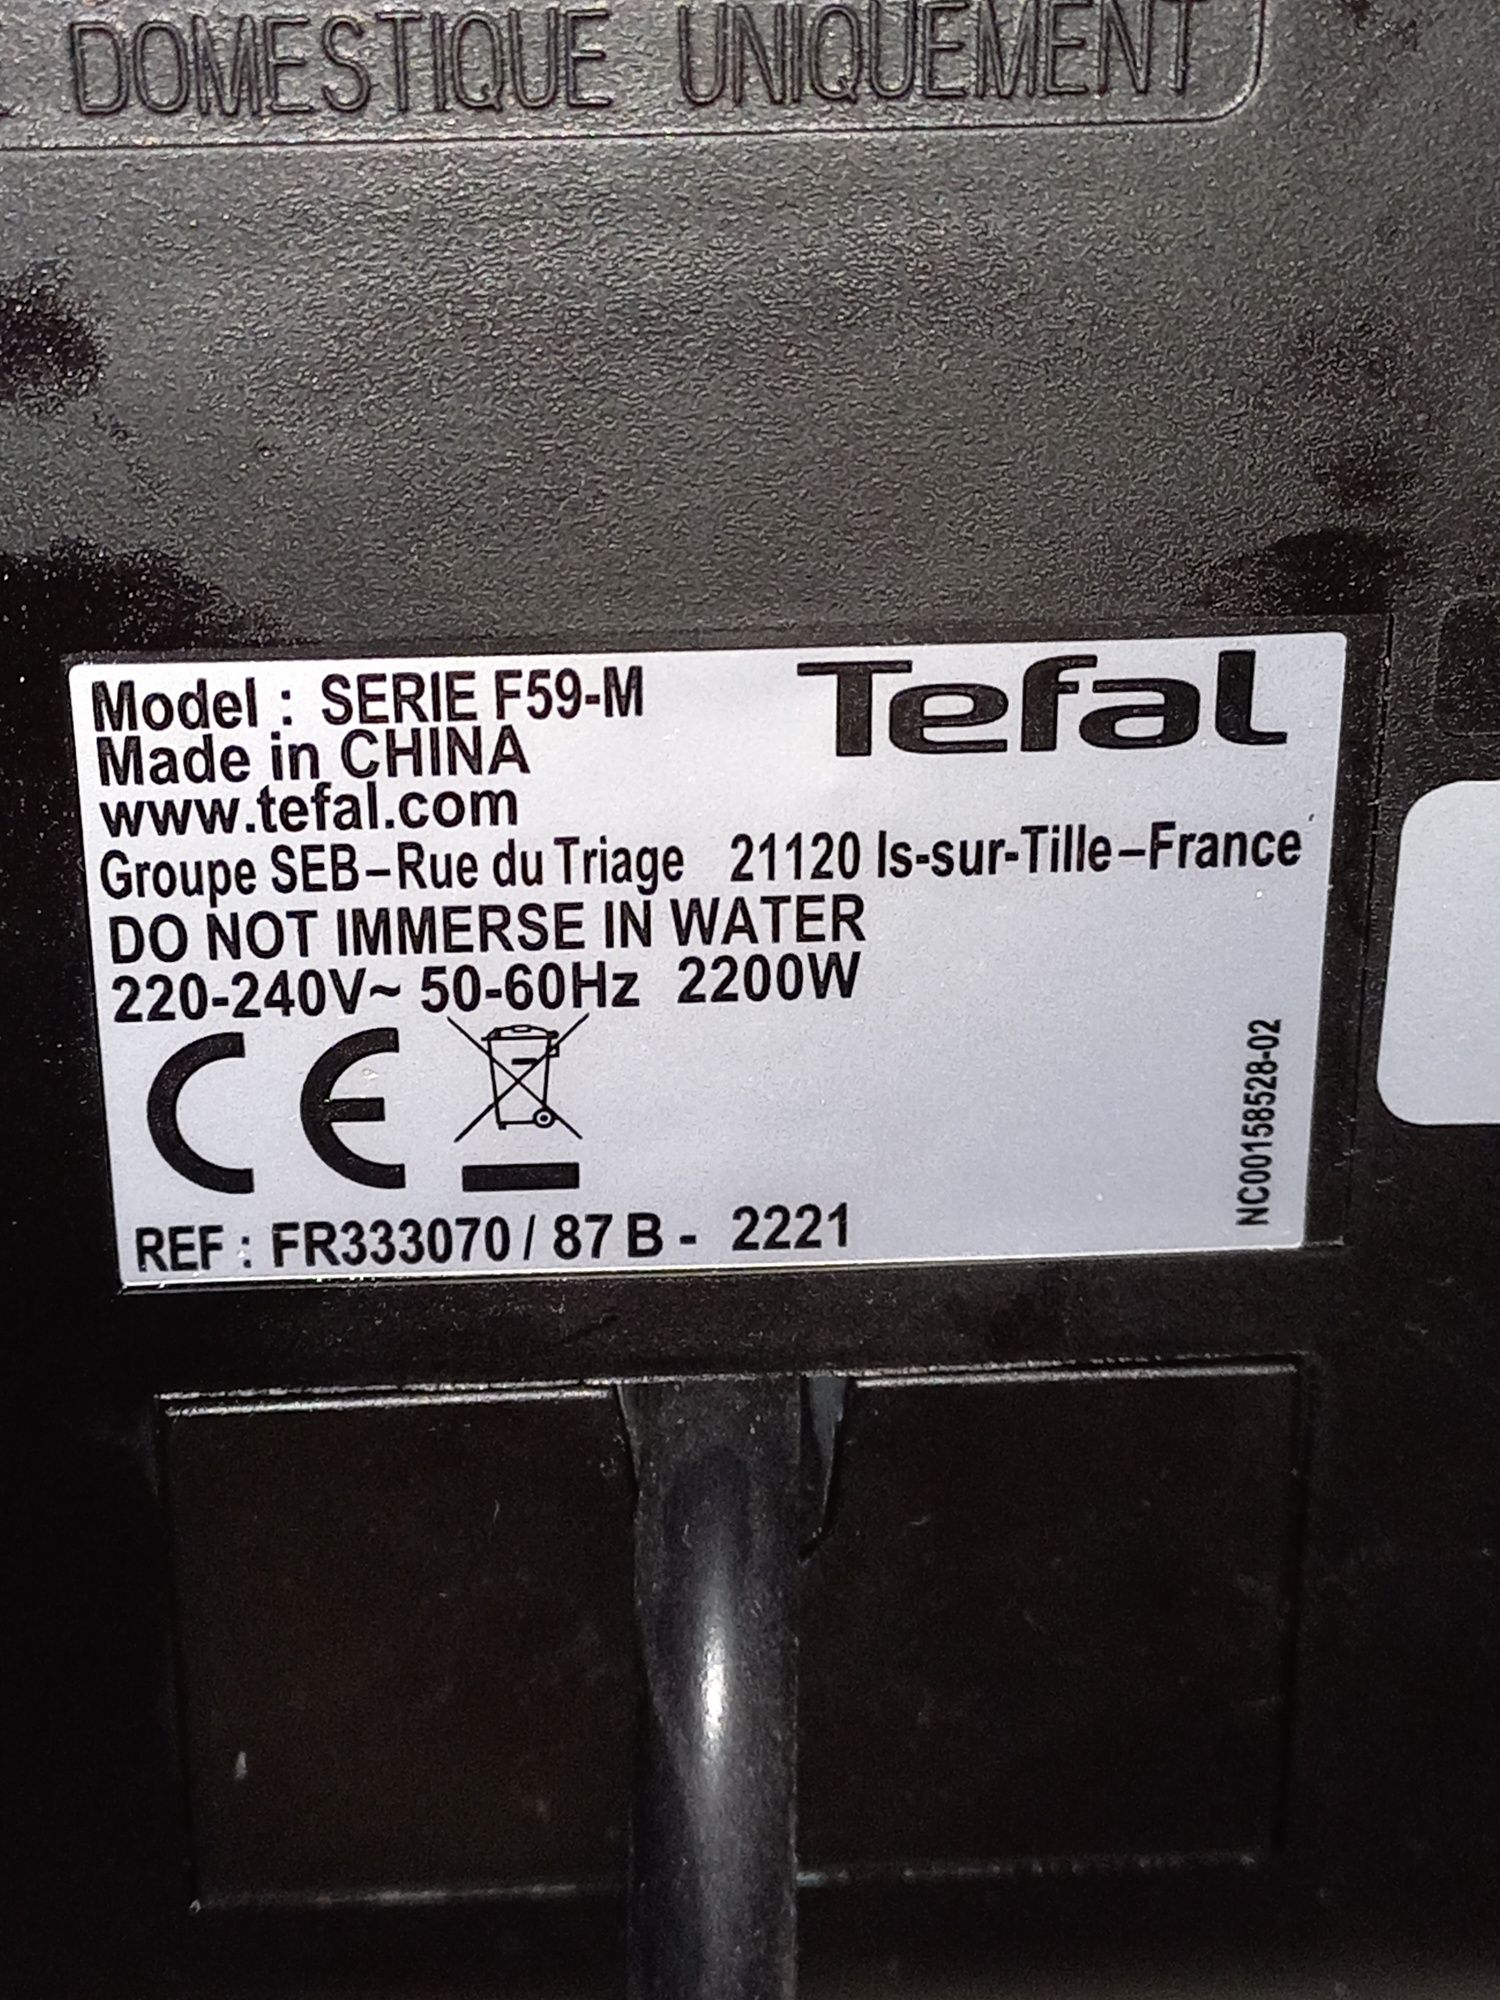 DOMESTIQUE UNIQUEMENT
Model : SERIE F59-M
Tefal
Made in CHINA
www.tefal.com
Groupe SEB–Rue du Triage 21120 Is-sur-Tille–France
DO NOT IMMERSE IN WATER
220-240V~ 50-60Hz 2200W
CE
NC00158528-02
REF : FR333070 / 87 B - 2221